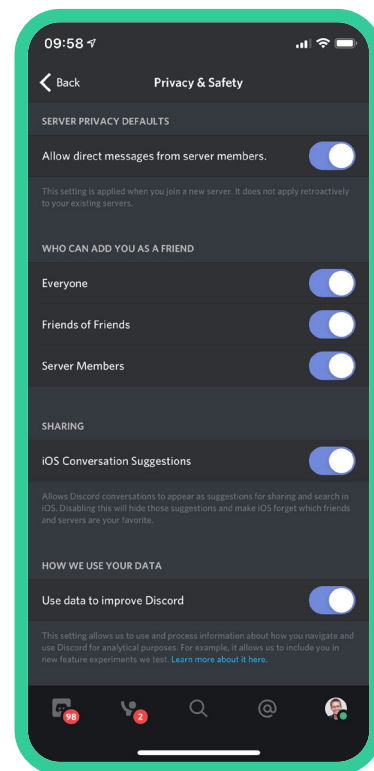 09:58
Back
Privacy & Safety
SERVER PRIVACY DEFAULTS
Allow direct messages from server members.
This setting is applied when you join a new server. It does not apply retroactively
to your existing servers.
WHO CAN ADD YOU AS A FRIEND
Everyone
Friends of Friends
Server Members
SHARING
iOS Conversation Suggestions
Allows Discord conversations to appear as suggestions for sharing and search in
iOS. Disabling this will hide those suggestions and make iOS forget which friends
and servers are your favorite.
HOW WE USE YOUR DATA
Use data to improve Discord
This setting allows us to use and process information about how you navigate and
use Discord for analytical purposes. For example, it allows us to include you in
new feature experiments we test. Learn more about it here.
98
2
@